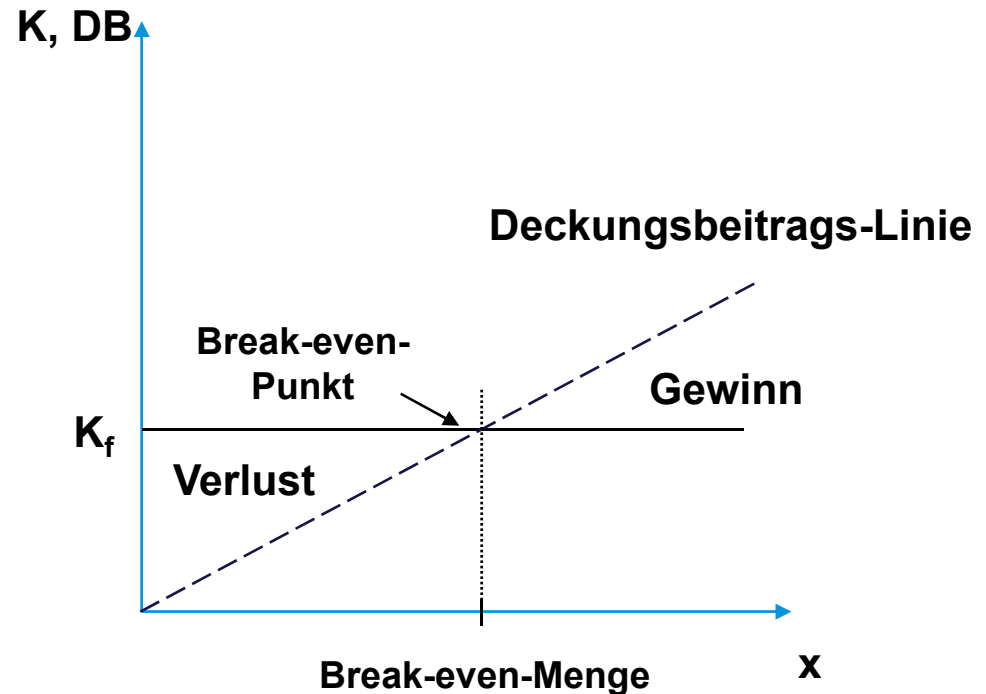 K, DB
Deckungsbeitrags-Linie
Break-even-
Punkt
Gewinn
Kf
Verlust
x
Break-even-Menge